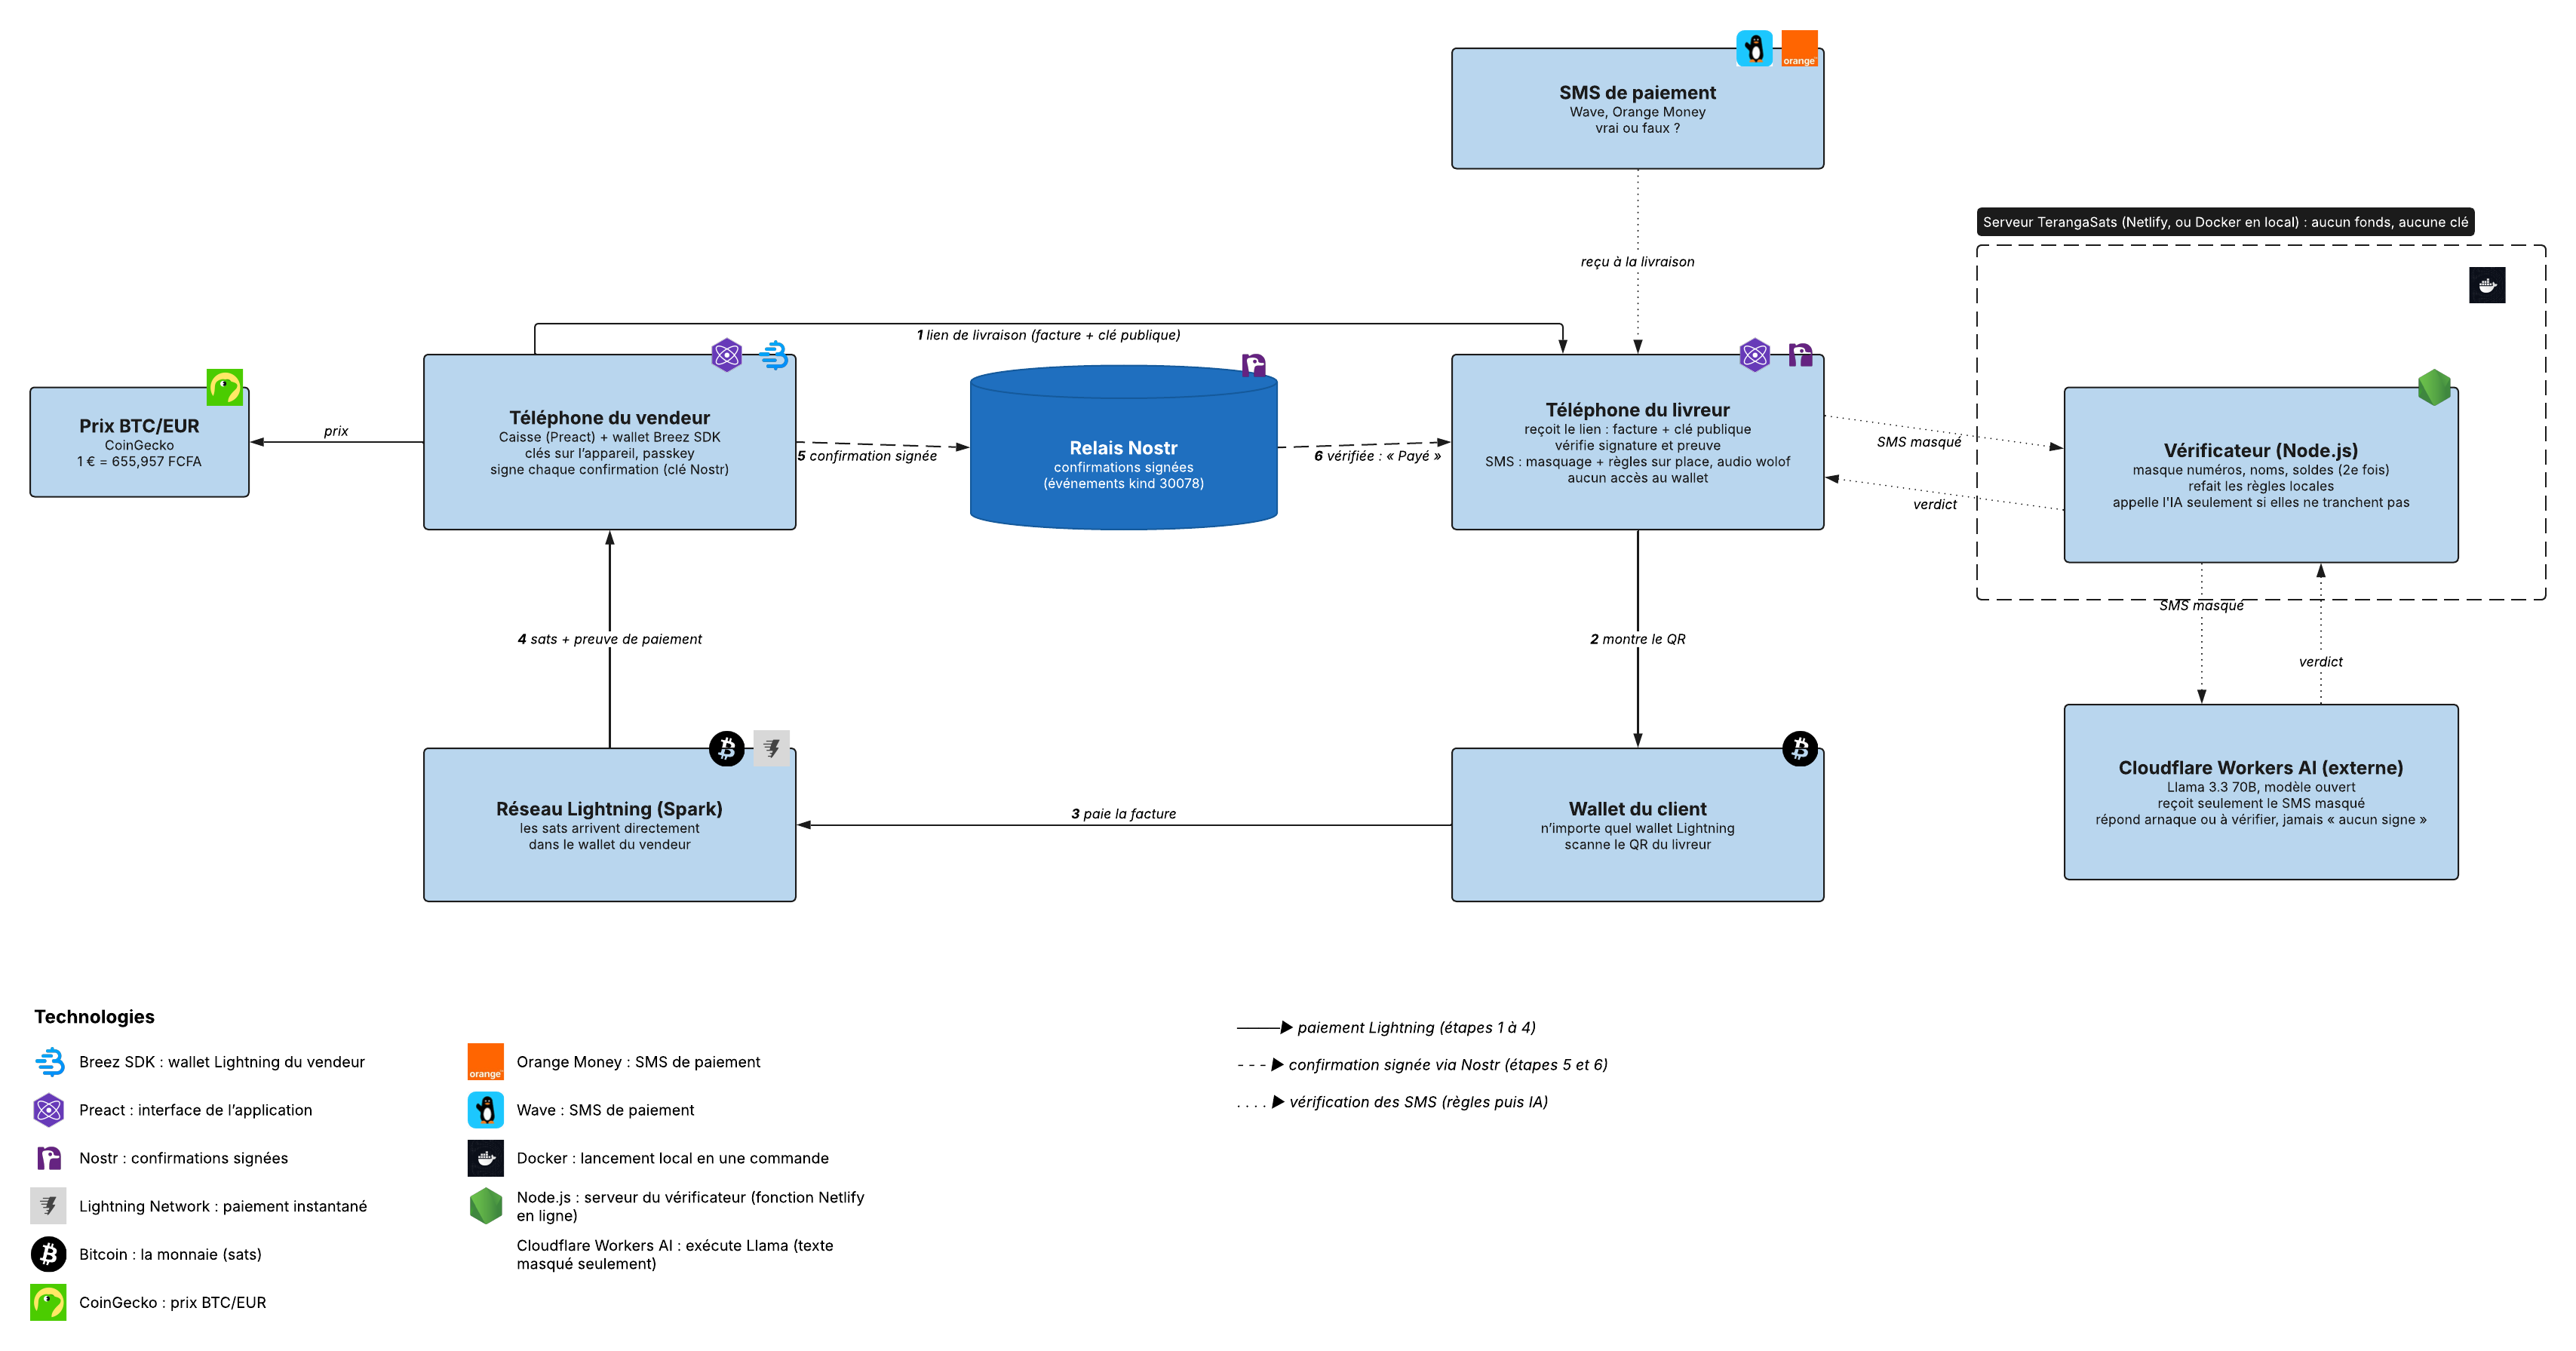 orange
SMS de paiement
Wave, Orange Money
vrai ou faux ?
Serveur TerangaSats (Netlify, ou Docker en local) : aucun fonds, aucune clé
reçu à la livraison
1 lien de livraison (facture + clé publique)
Prix BTC/EUR
CoinGecko
1 € = 655,957 FCFA
prix
Téléphone du vendeur
Caisse (Preact) + wallet Breez SDK
clés sur l’appareil, passkey
signe chaque confirmation (clé Nostr)
5 confirmation signée
Relais Nostr
confirmations signées
(événements kind 30078)
6 vérifiée : « Payé »
Téléphone du livreur
reçoit le lien : facture + clé publique
vérifie signature et preuve
SMS : masquage + règles sur place, audio wolof
aucun accès au wallet
SMS masqué
verdict
Vérificateur (Node.js)
masque numéros, noms, soldes (2e fois)
refait les règles locales
appelle l'IA seulement si elles ne tranchent pas
SMS masqué
4 sats + preuve de paiement
2 montre le QR
verdict
Réseau Lightning (Spark)
les sats arrivent directement
dans le wallet du vendeur
3 paie la facture
Wallet du client
n’importe quel wallet Lightning
scanne le QR du livreur
Cloudflare Workers AI (externe)
Llama 3.3 70B, modèle ouvert
reçoit seulement le SMS masqué
répond arnaque ou à vérifier, jamais « aucun signe »
Technologies
Breez SDK : wallet Lightning du vendeur
Preact : interface de l’application
Nostr : confirmations signées
Lightning Network : paiement instantané
Bitcoin : la monnaie (sats)
CoinGecko : prix BTC/EUR
orange
Orange Money : SMS de paiement
Wave : SMS de paiement
Docker : lancement local en une commande
Node.js : serveur du vérificateur (fonction Netlify
en ligne)
Cloudflare Workers AI : exécute Llama (texte
masqué seulement)
paiement Lightning (étapes 1 à 4)
confirmation signée via Nostr (étapes 5 et 6)
vérification des SMS (règles puis IA)